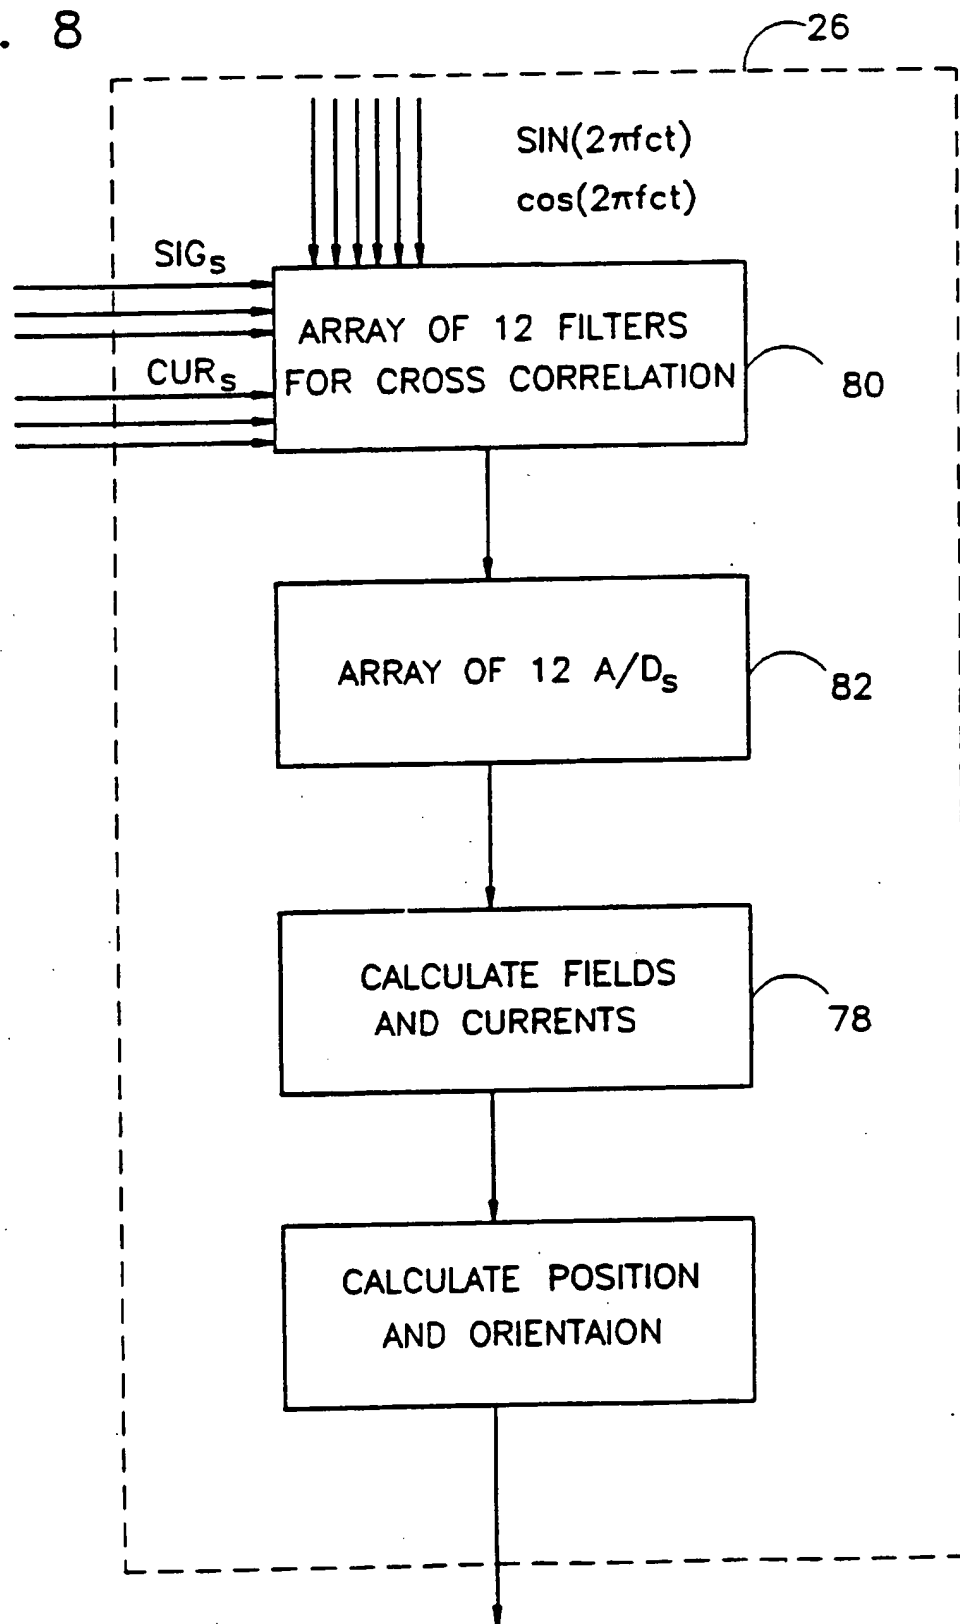 . 8
26
SIN(2πfct)
cos(2πfct)
SIGs
ARRAY OF 12 FILTERS
FOR CROSS CORRELATION
CURs
80
ARRAY OF 12 A/Ds
82
CALCULATE FIELDS
AND CURRENTS
78
CALCULATE POSITION
AND ORIENTAION